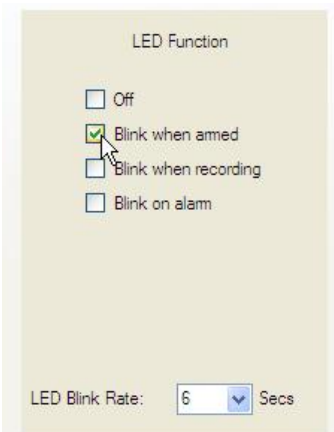 LED Function
Off
Blink when armed
Blink when recording
Blink on alarm
LED Blink Rate: 6 Secs